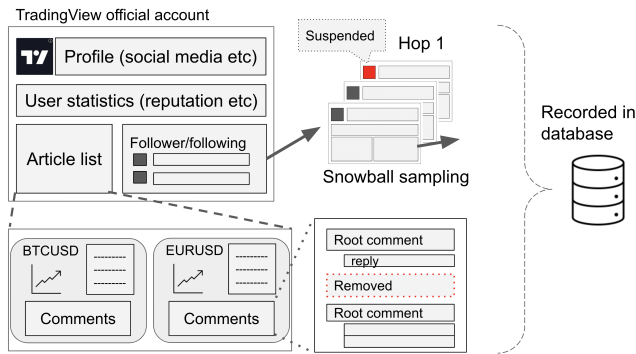 TradingView official account
Profile (social media etc)
User statistics (reputation etc)
Article list
Follower/following
Suspended
Hop 1
Snowball sampling
Recorded in
database
BTCUSD
Comments
EURUSD
Comments
Root comment
reply
Removed
Root comment